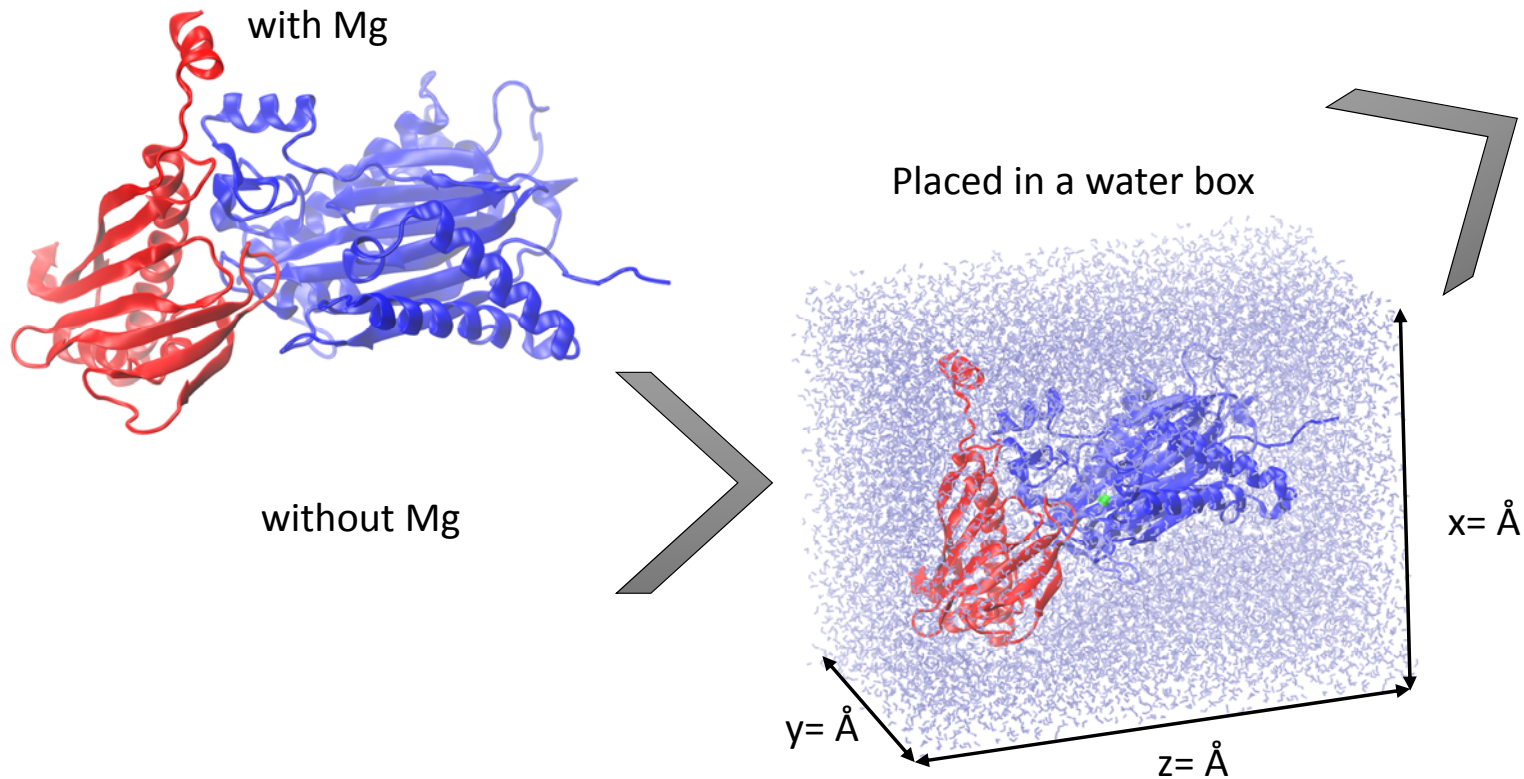 with Mg
Placed in a water box
without Mg
x= Å
y= Å
z= Å